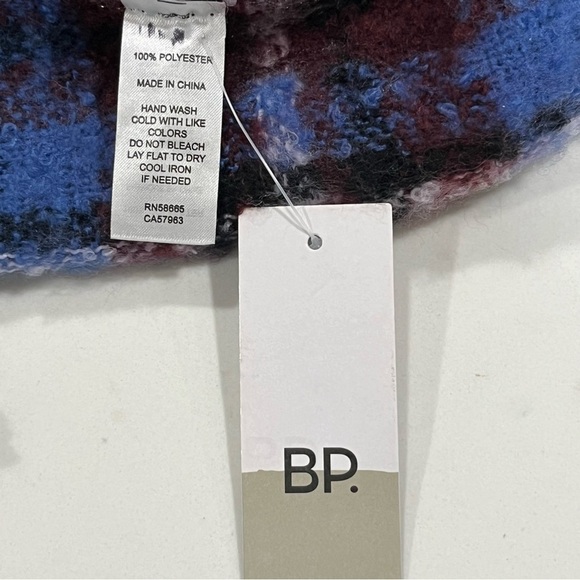 100% POLYESTER
MADE IN CHINA
HAND WASH
COLD WITH LIKE
COLORS
DO NOT BLEACH
LAY FLAT TO DRY
COOL IRON
IF NEEDED
RN58665
CA57963
BP.